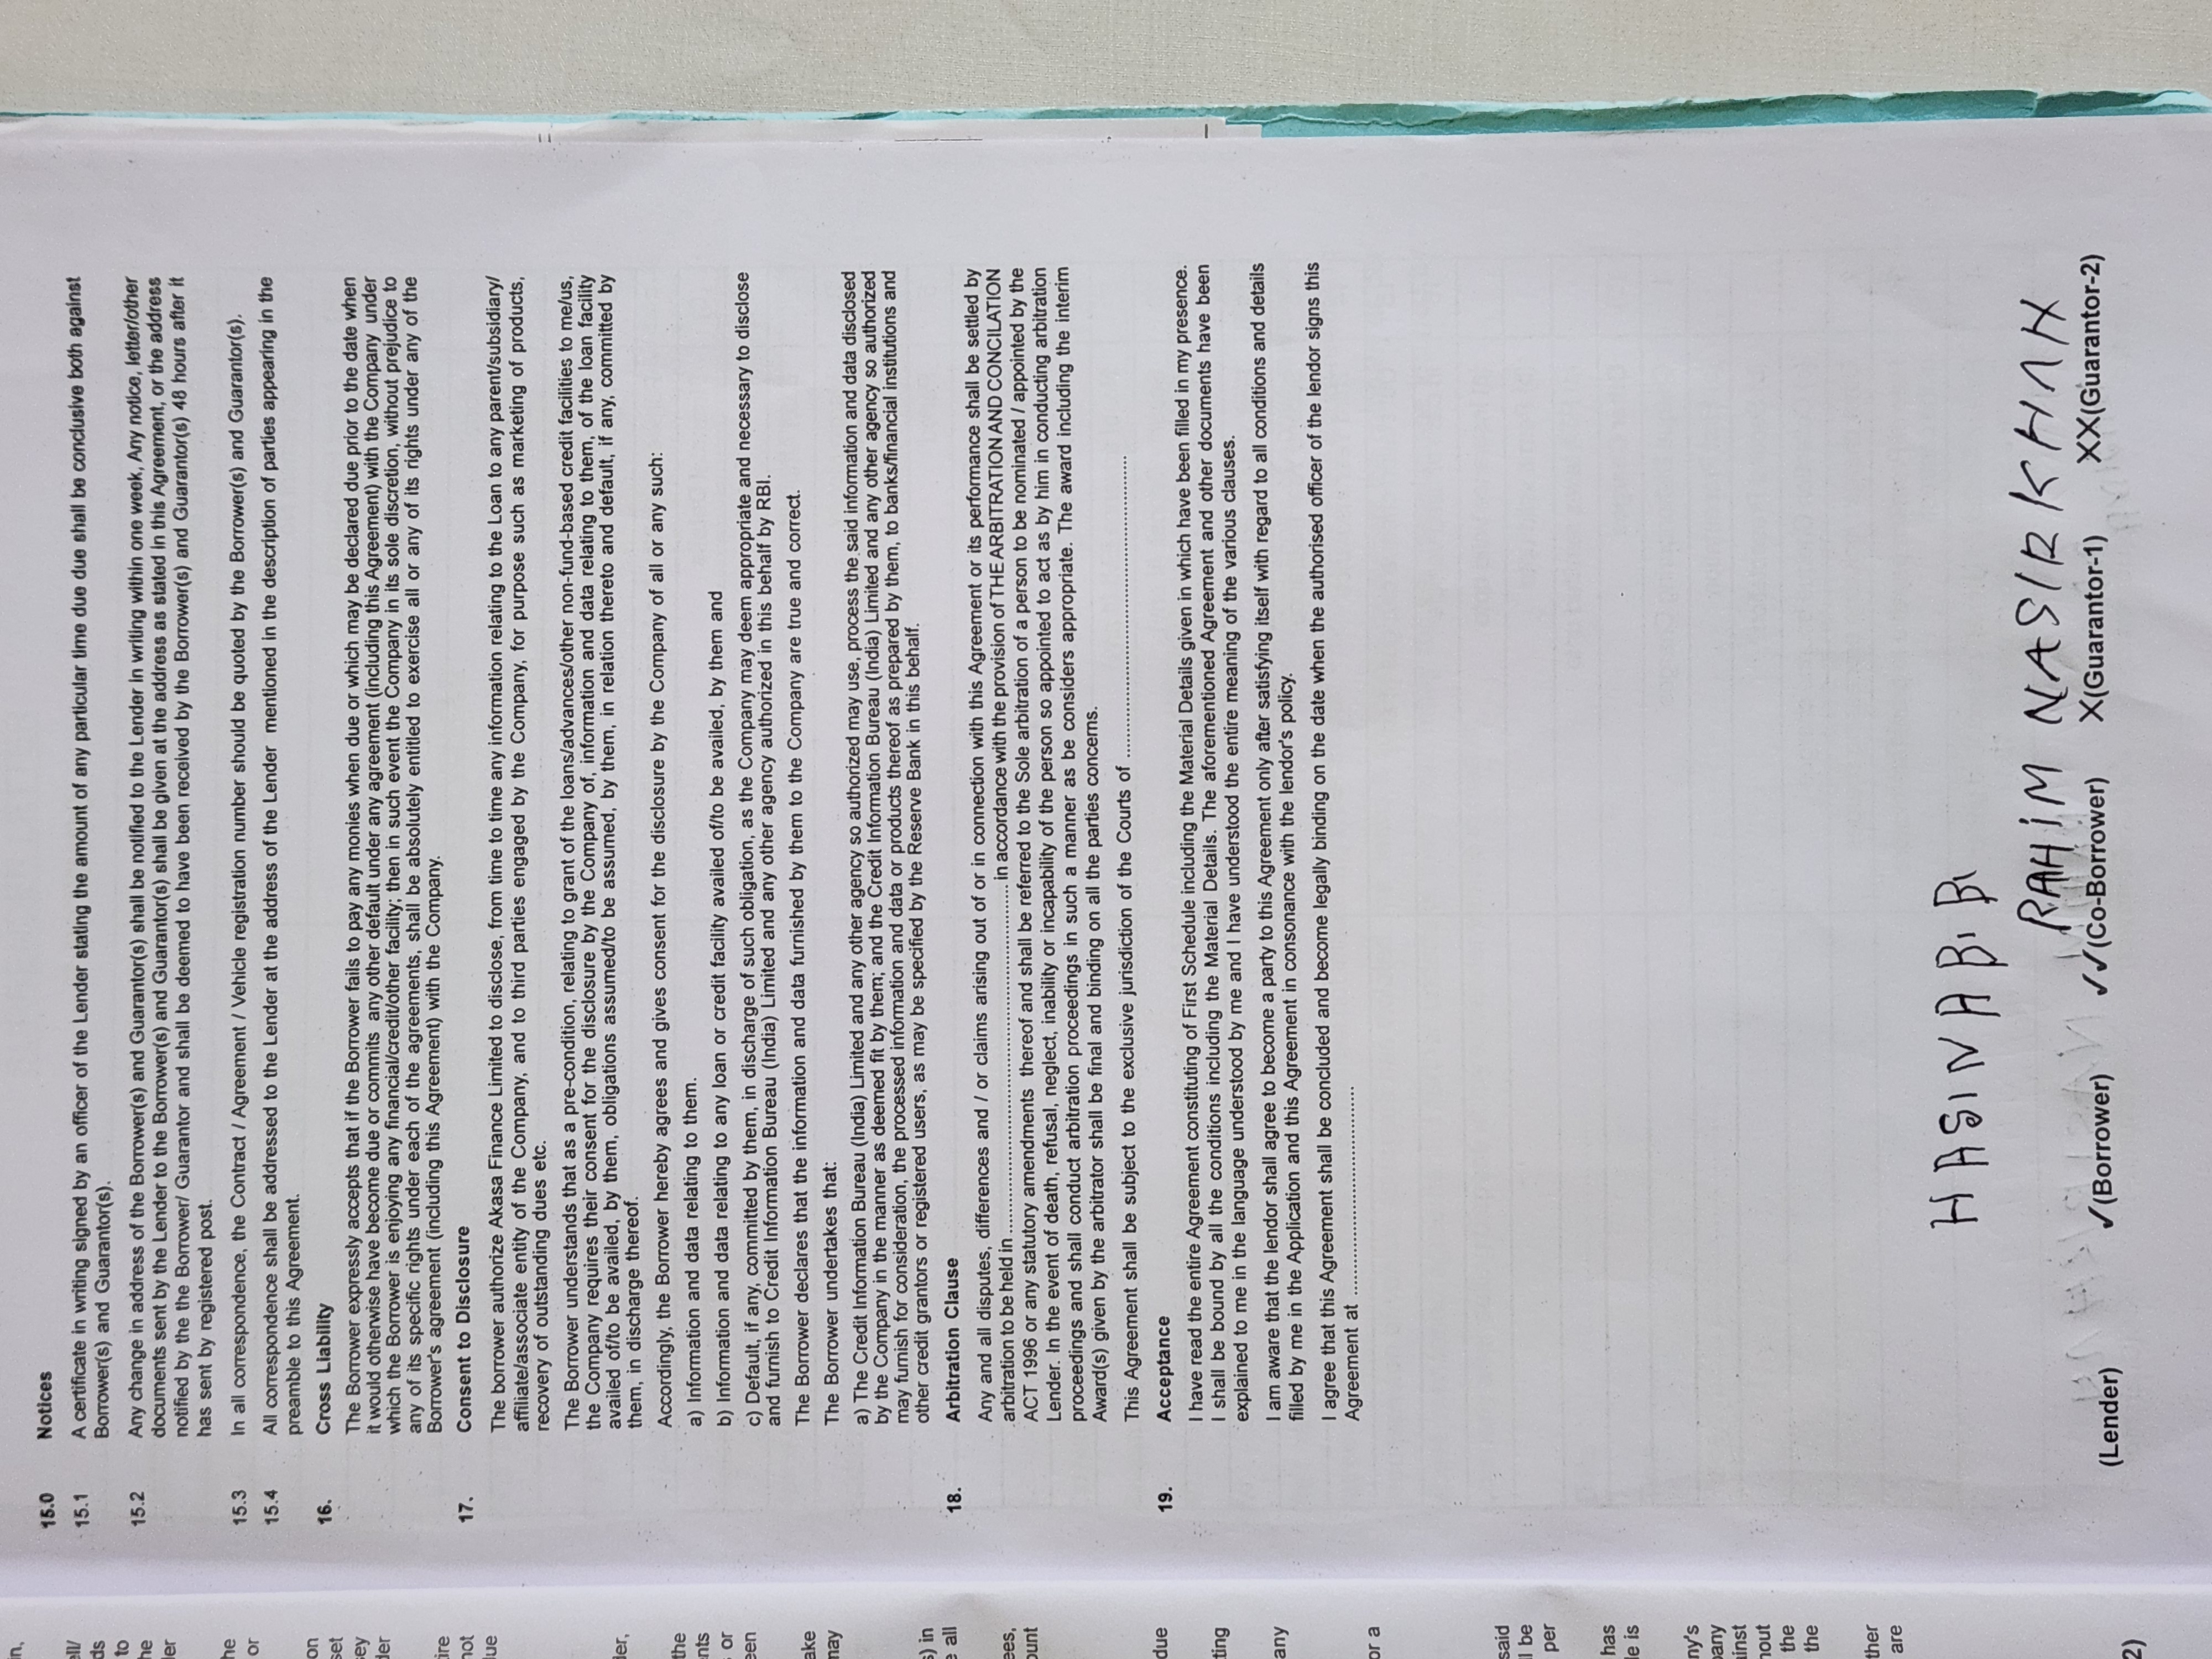 15.0 Notices
15.1 A certificate in writing signed by an officer of the Lender stating the amount of any particular time due due shall be conclusive both against
Borrower(s) and Guarantor(s).
15.2 Any change in address of the Borrower(s) and Guarantor(s) shall be notified to the Lender in writing within one week, Any notice, letter/other
documents sent by the Lender to the Borrower(s) and Guarantor(s) shall be given at the address as stated in this Agreement, or the address
notified by the the Borrower/ Guarantor and shall be deemed to have been received by the Borrower(s) and Guarantor(s) 48 hours after it
has sent by registered post.
15.3 In all correspondence, the Contract / Agreement / Vehicle registration number should be quoted by the Borrower(s) and Guarantor(s).
15.4 All correspondence shall be addressed to the Lender at the address of the Lender mentioned in the description of parties appearing in the
preamble to this Agreement.
16. Cross Liability
The Borrower expressly accepts that if the Borrower fails to pay any monies when due or which may be declared due prior to the date when
it would otherwise have become due or commits any other default under any agreement (including this Agreement) with the Company under
which the Borrower is enjoying any financial/credit/other facility; then in such event the Company in its sole discretion, without prejudice to
any of its specific rights under each of the agreements, shall be absolutely entitled to exercise all or any of its rights under any of the
Borrower's agreement (including this Agreement) with the Company.
17. Consent to Disclosure
The borrower authorize Akasa Finance Limited to disclose, from time to time any information relating to the Loan to any parent/subsidiary/
affiliate/associate entity of the Company, and to third parties engaged by the Company, for purpose such as marketing of products,
recovery of outstanding dues etc.
The Borrower understands that as a pre-condition, relating to grant of the loans/advances/other non-fund-based credit facilities to me/us,
the Company requires their consent for the disclosure by the Company of, information and data relating to them, of the loan facility
availed of/to be availed, by them, obligations assumed/to be assumed, by them, in relation thereto and default, if any, committed by
them, in discharge thereof.
Accordingly, the Borrower hereby agrees and gives consent for the disclosure by the Company of all or any such:
a) Information and data relating to them.
b) Information and data relating to any loan or credit facility availed of/to be availed, by them and
c) Default, if any, committed by them, in discharge of such obligation, as the Company may deem appropriate and necessary to disclose
and furnish to Credit Information Bureau (India) Limited and any other agency authorized in this behalf by RBI.
The Borrower declares that the information and data furnished by them to the Company are true and correct.
The Borrower undertakes that:
a) The Credit Information Bureau (India) Limited and any other agency so authorized may use, process the said information and data disclosed
by the Company in the manner as deemed fit by them; and the Credit Information Bureau (India) Limited and any other agency so authorized
may furnish for consideration, the processed information and data or products thereof as prepared by them, to banks/financial institutions and
other credit grantors or registered users, as may be specified by the Reserve Bank in this behalf.
18. Arbitration Clause
Any and all disputes, differences and / or claims arising out of or in connection with this Agreement or its performance shall be settled by
arbitration to be held in .................................................................. in accordance with the provision of THE ARBITRATION AND CONCILATION
ACT 1996 or any statutory amendments thereof and shall be referred to the Sole arbitration of a person to be nominated / appointed by the
Lender. In the event of death, refusal, neglect, inability or incapability of the person so appointed to act as by him in conducting arbitration
proceedings and shall conduct arbitration proceedings in such a manner as be considers appropriate. The award including the interim
Award(s) given by the arbitrator shall be final and binding on all the parties concerns.
This Agreement shall be subject to the exclusive jurisdiction of the Courts of .........................................................
19. Acceptance
I have read the entire Agreement constituting of First Schedule including the Material Details given in which have been filled in my presence.
I shall be bound by all the conditions including the Material Details. The aforementioned Agreement and other documents have been
explained to me in the language understood by me and I have understood the entire meaning of the various clauses.
I am aware that the lendor shall agree to become a party to this Agreement only after satisfying itself with regard to all conditions and details
filled by me in the Application and this Agreement in consonance with the lendor's policy.
I agree that this Agreement shall be concluded and become legally binding on the date when the authorised officer of the lendor signs this
Agreement at ........................................
HASINABIBI
RAHIM NASIRKHAN
(Lender) ✓(Borrower) ✓✓(Co-Borrower) X(Guarantor-1) XX(Guarantor-2)